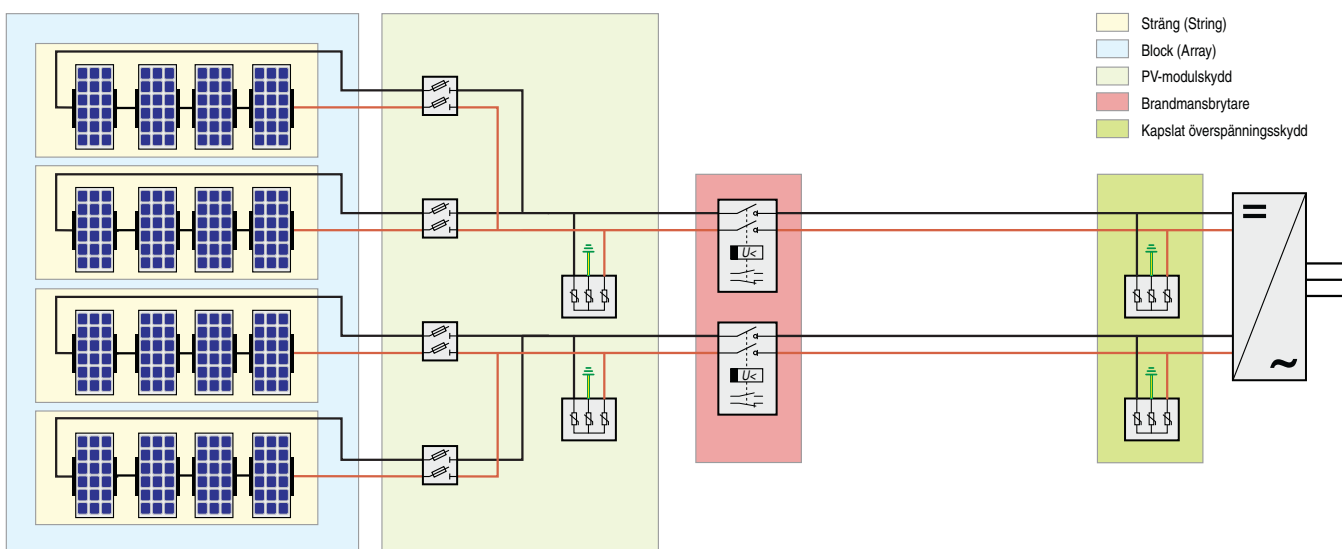 Sträng (String)
Block (Array)
PV-modulskydd
Brandmansbrytare
Kapslat överspänningsskydd
U<
U<